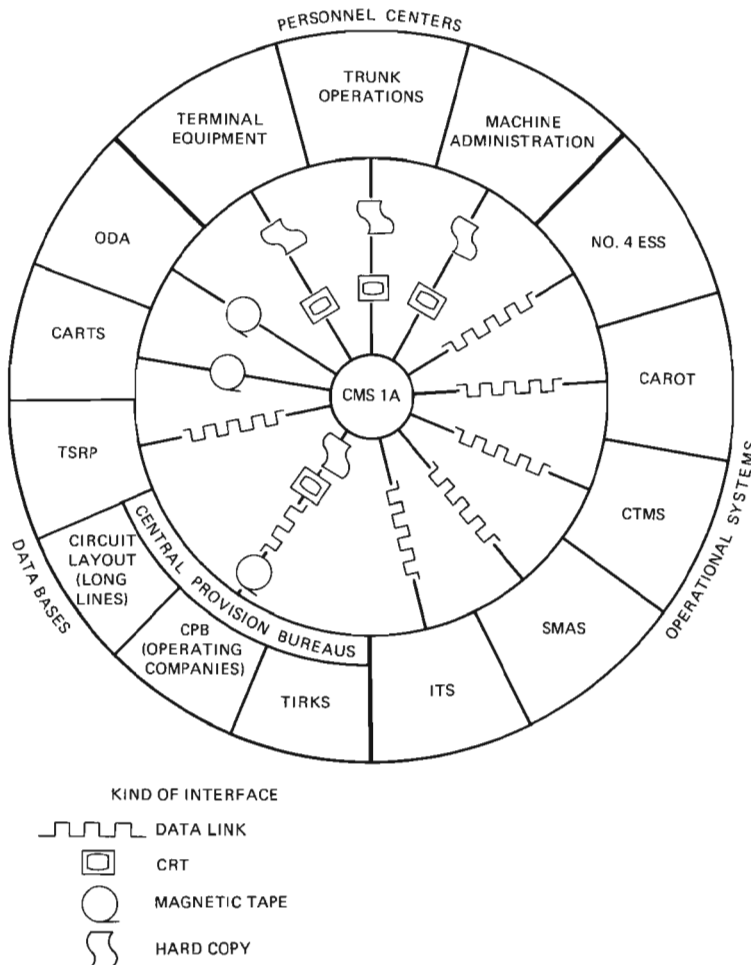 PERSONNEL CENTERS
TRUNK
OPERATIONS
TERMINAL
EQUIPMENT
MACHINE
ADMINISTRATION
ODA
NO. 4 ESS
CARTS
CMS 1A
CAROT
TSRP
CTMS
OPERATIONAL SYSTEMS
DATA BASES
CIRCUIT
LAYOUT
(LONG
LINES)
CENTRAL PROVISION BUREAUS
CPB
(OPERATING
COMPANIES)
TIRKS
ITS
SMAS
KIND OF INTERFACE
DATA LINK
CRT
MAGNETIC TAPE
HARD COPY